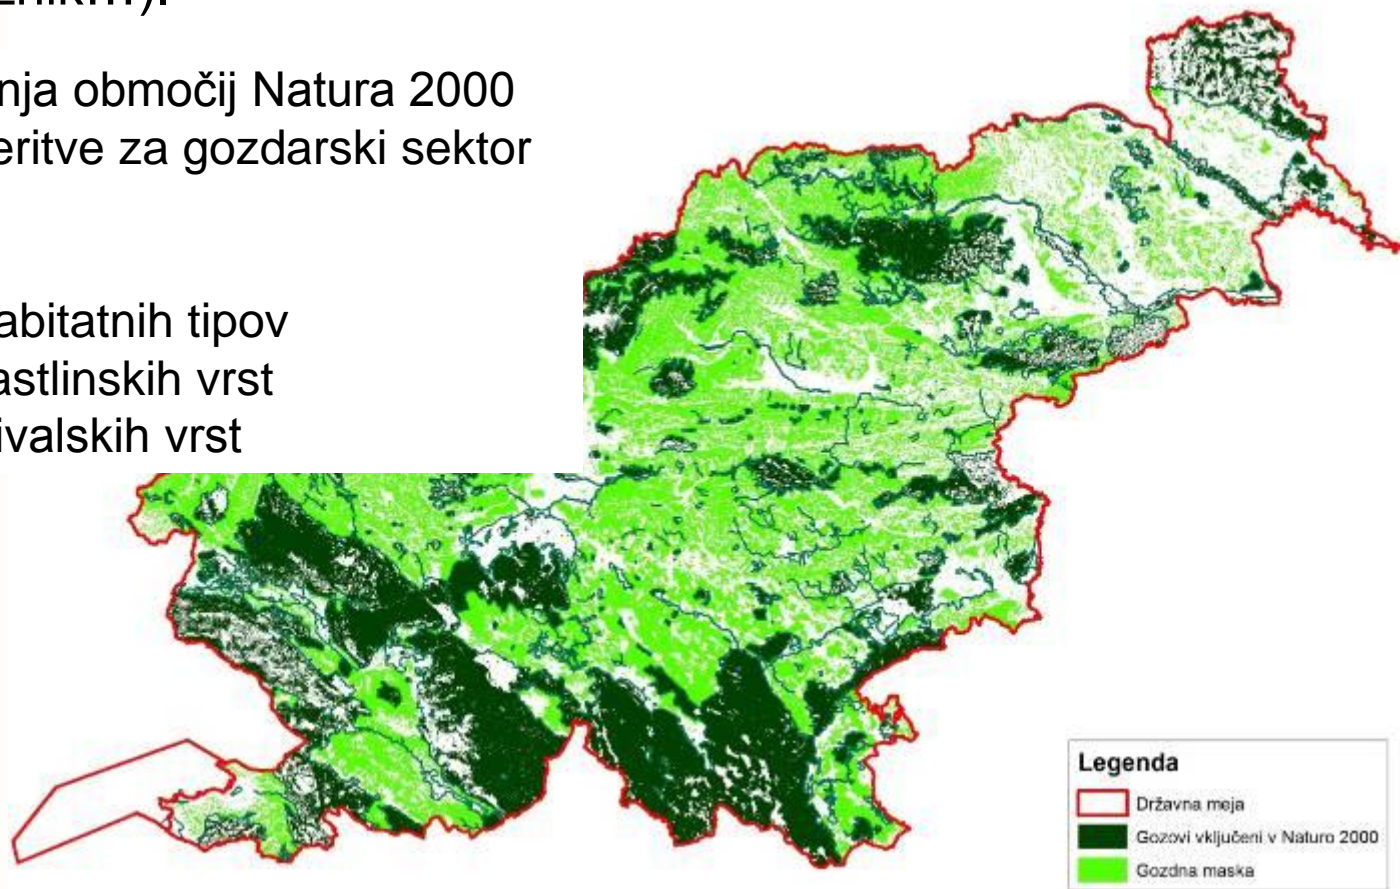 nja območij Natura 2000
eritve za gozdarski sektor
abitatnih tipov
astlinskih vrst
ivalskih vrst
Legenda
Državna meja
Gozovi vključeni v Naturo 2000
Gozdna maska